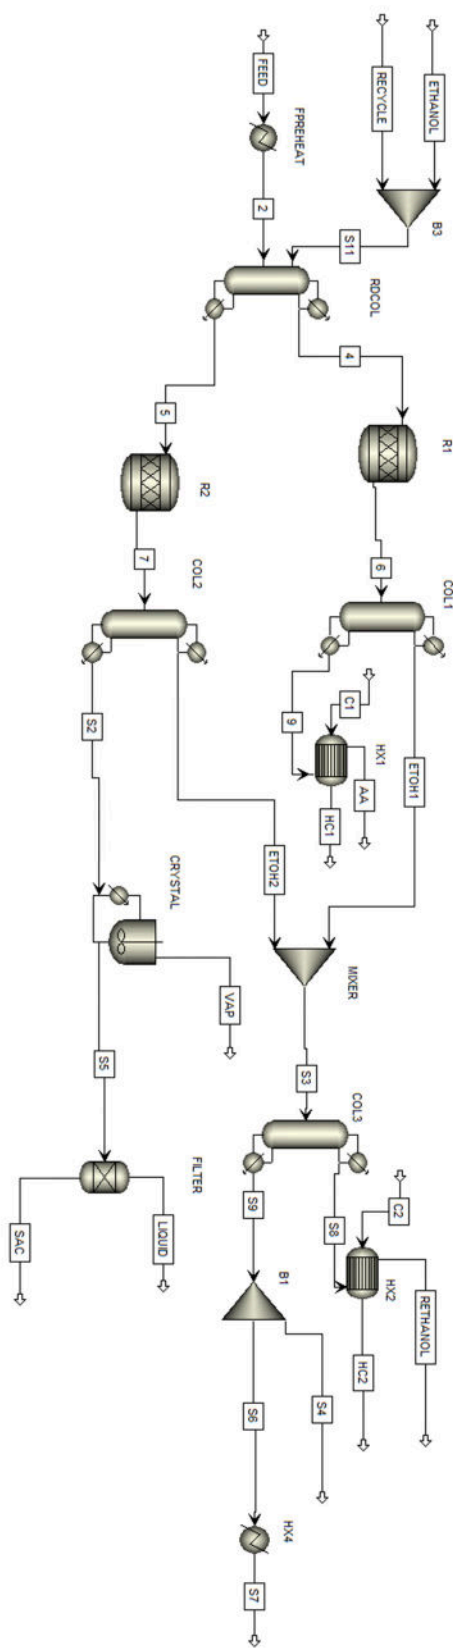 ETHANOL
RECYCLE
B3
FEED
FPREHEAT
2
S11
RDCOL
4
5
R1
R2
6
7
COL1
COL2
9
C1
HX1
AA
HC1
ETOH1
ETOH2
S2
CRYSTAL
VAP
S5
MIXER
S3
COL3
FILTER
LIQUID
SAC
S8
S9
C2
HX2
RETHANOL
HC2
B1
S4
S6
HX4
S7